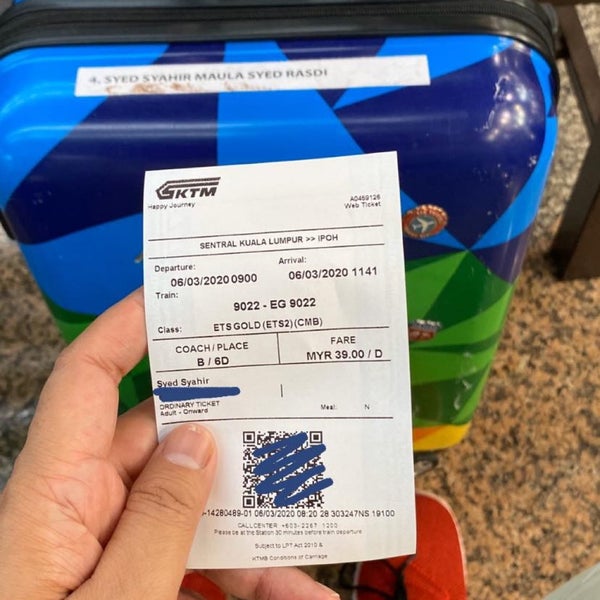 4. SYED SYAHIR MAULA SYED RASDI
KTM
Happy Journey
A0469126
Web Ticket
SENTRAL KUALA LUMPUR >> IPOH
Departure:
Arrival:
06/03/2020 0900
06/03/2020 1141
Train:
9022 - EG 9022
Class:
ETS GOLD (ETS2) (CMB)
COACH / PLACE
FARE
B / 6D
MYR 39.00 / D
Syed Syahir
ORDINARY TICKET
Adult - Onward
Meal: N
-14280489-01 06/03/2020 08:20 28 303247NS 19100
CALLCENTER +603-2267 1200
Please be at the Station 30 minutes before train departure
Subject to LPT Act 2010 &
KTMB Conditions of Carriage